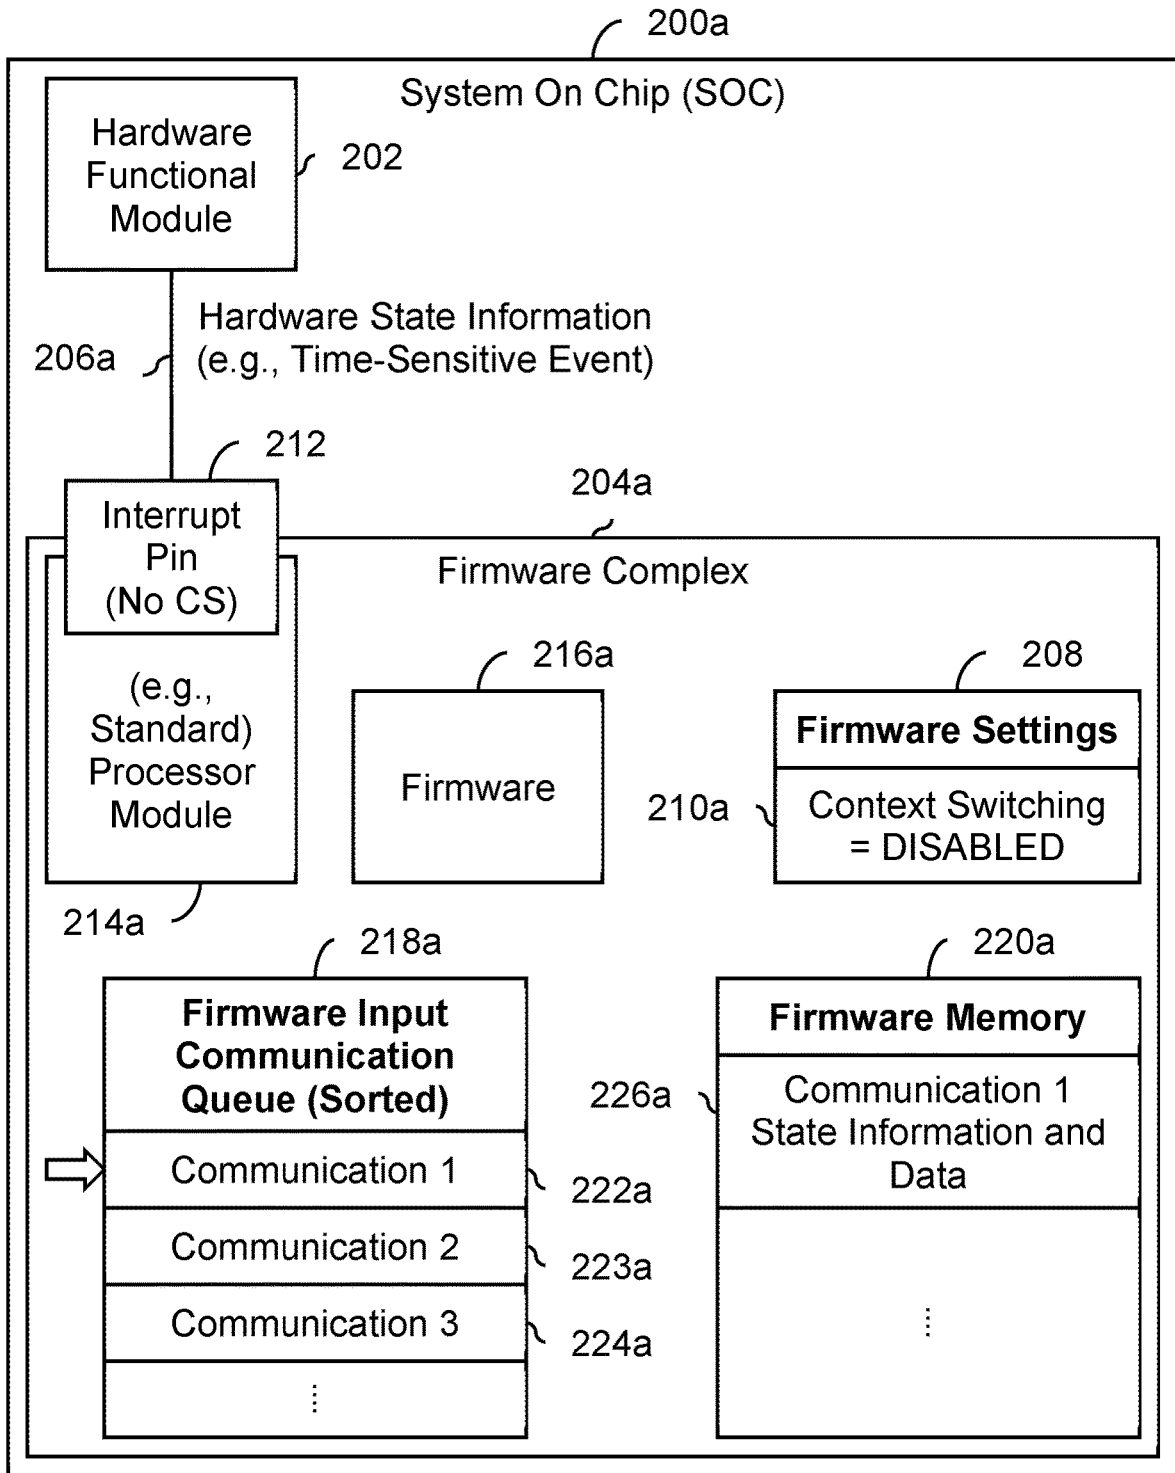 200a
System On Chip (SOC)
Hardware
Functional
Module
202
Hardware State Information
(e.g., Time-Sensitive Event)
206a
212
Interrupt
Pin
(No CS)
204a
Firmware Complex
(e.g.,
Standard)
Processor
Module
214a
216a
Firmware
208
Firmware Settings
210a
Context Switching
= DISABLED
218a
Firmware Input
Communication
Queue (Sorted)
Communication 1
222a
Communication 2
223a
Communication 3
224a
⋮
220a
Firmware Memory
226a
Communication 1
State Information and
Data
⋮